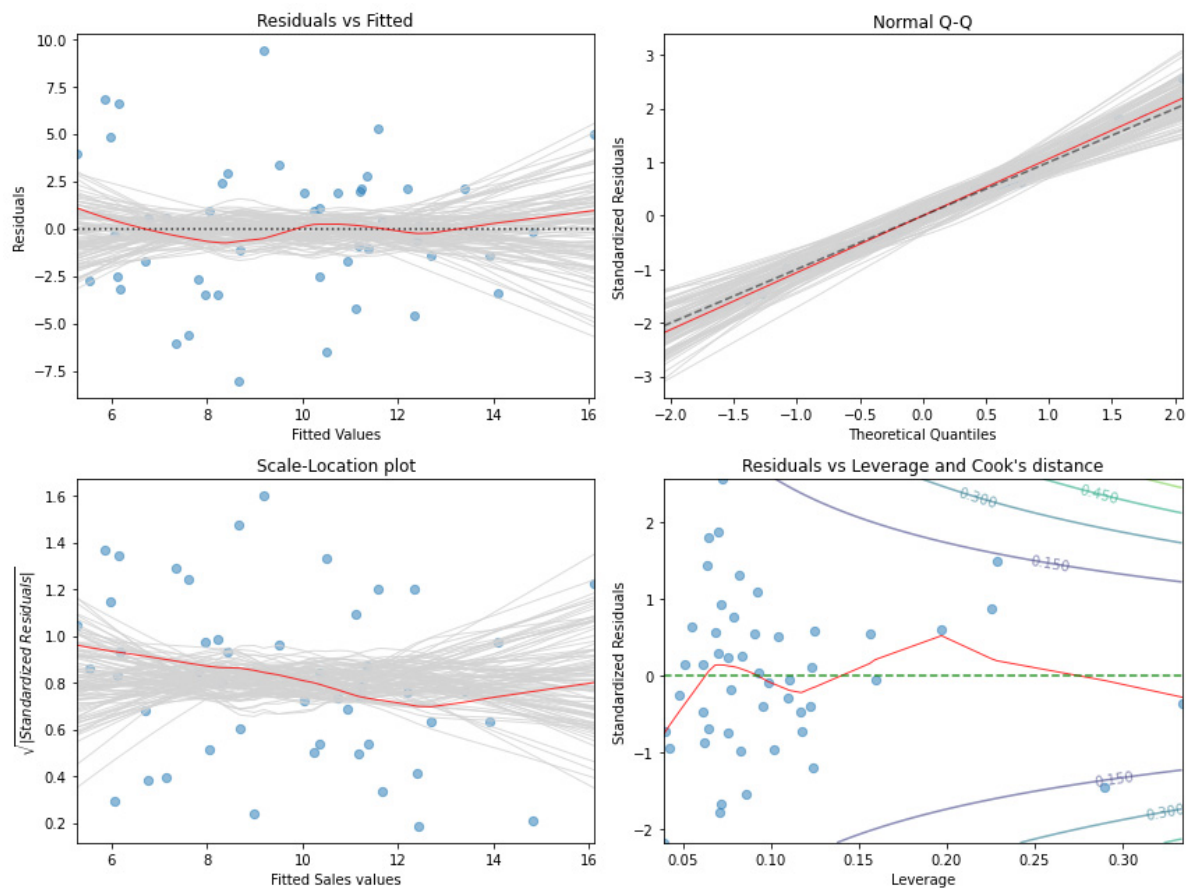 Residuals vs Fitted
10.0
7.5
5.0
2.5
0.0
−2.5
−5.0
−7.5
Residuals
6 8 10 12 14 16
Fitted Values
Normal Q-Q
3
2
1
0
−1
−2
−3
Standardized Residuals
−2.0 −1.5 −1.0 −0.5 0.0 0.5 1.0 1.5 2.0
Theoretical Quantiles
Scale-Location plot
1.6
1.4
1.2
1.0
0.8
0.6
0.4
0.2
√|Standardized Residuals|
6 8 10 12 14 16
Fitted Sales values
Residuals vs Leverage and Cook's distance
2
1
0
−1
−2
Standardized Residuals
0.300
0.450
0.150
0.150
0.300
0.05 0.10 0.15 0.20 0.25 0.30
Leverage